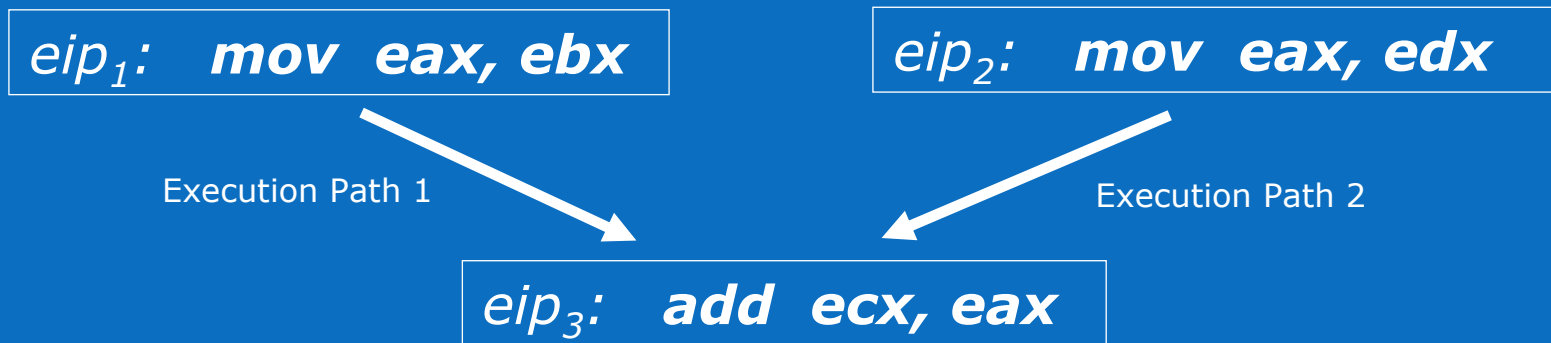 eip₁: mov eax, ebx
eip₂: mov eax, edx
Execution Path 1
Execution Path 2
eip₃: add ecx, eax